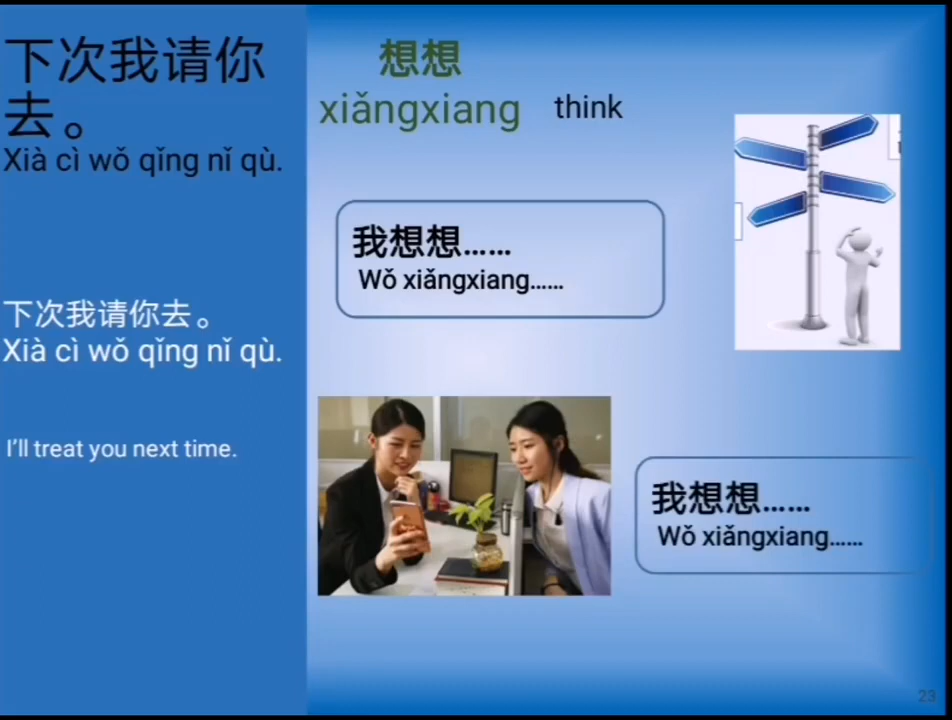 下次我请你
去。
Xià cì wǒ qǐng nǐ qù.
下次我请你去。
Xià cì wǒ qǐng nǐ qù.
I'll treat you next time.
想想
xiǎngxiang think
我想想……
Wǒ xiǎngxiang……
我想想……
Wǒ xiǎngxiang……
23